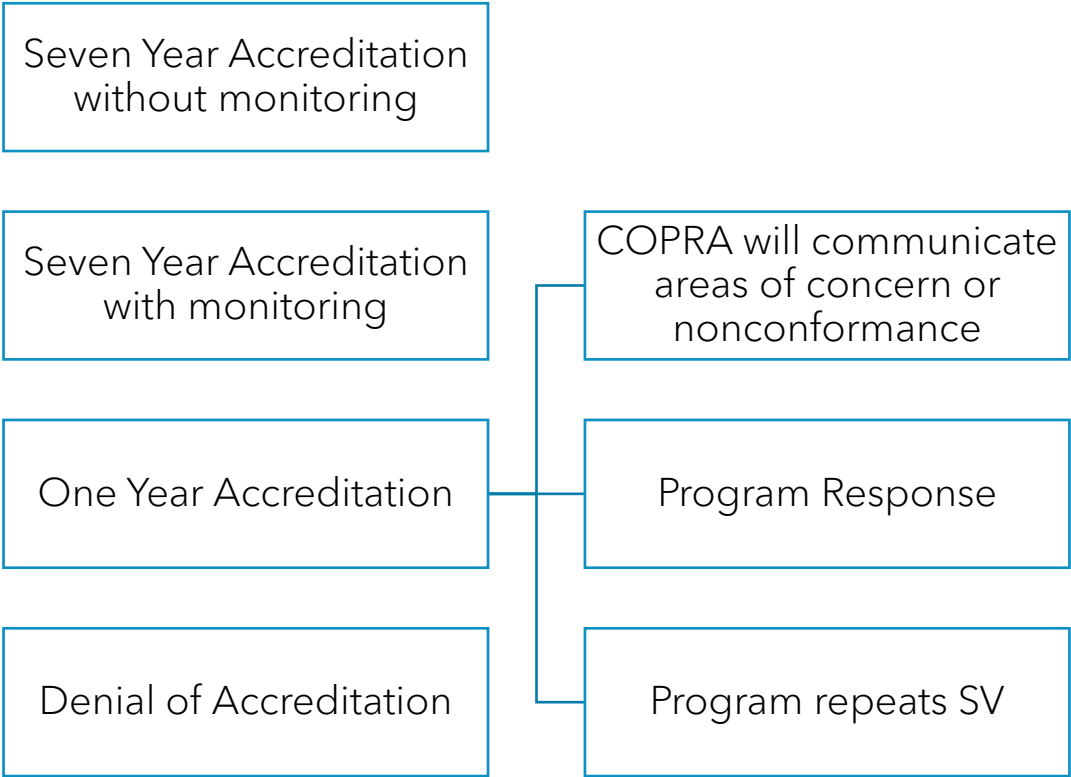 Seven Year Accreditation
without monitoring
Seven Year Accreditation
with monitoring
COPRA will communicate
areas of concern or
nonconformance
One Year Accreditation
Program Response
Denial of Accreditation
Program repeats SV